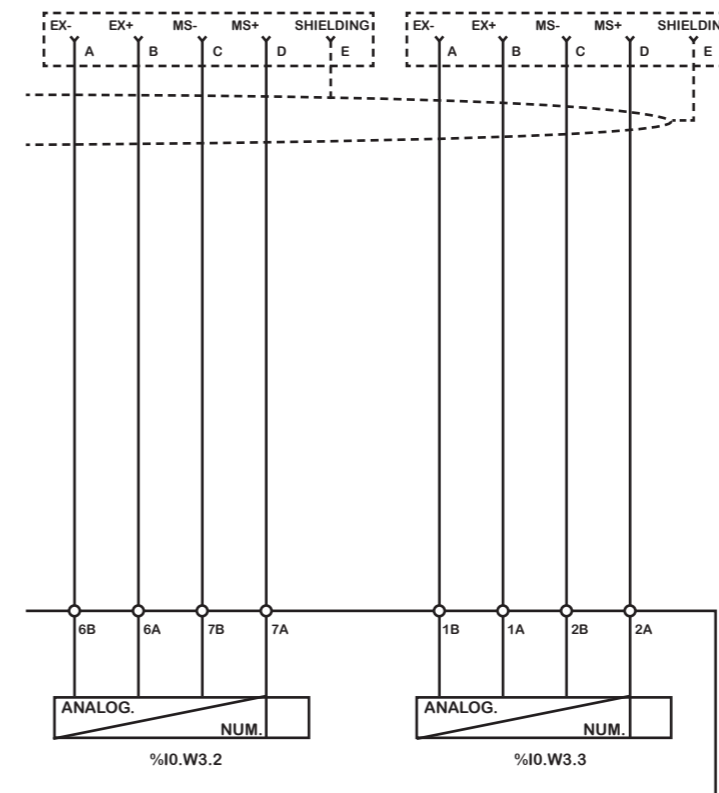 EX- EX+ MS- MS+ SHIELDING EX- EX+ MS- MS+ SHIELDIN
A B C D E A B C D E
6B 6A 7B 7A 1B 1A 2B 2A
ANALOG. ANALOG.
NUM. NUM.
%I0.W3.2 %I0.W3.3